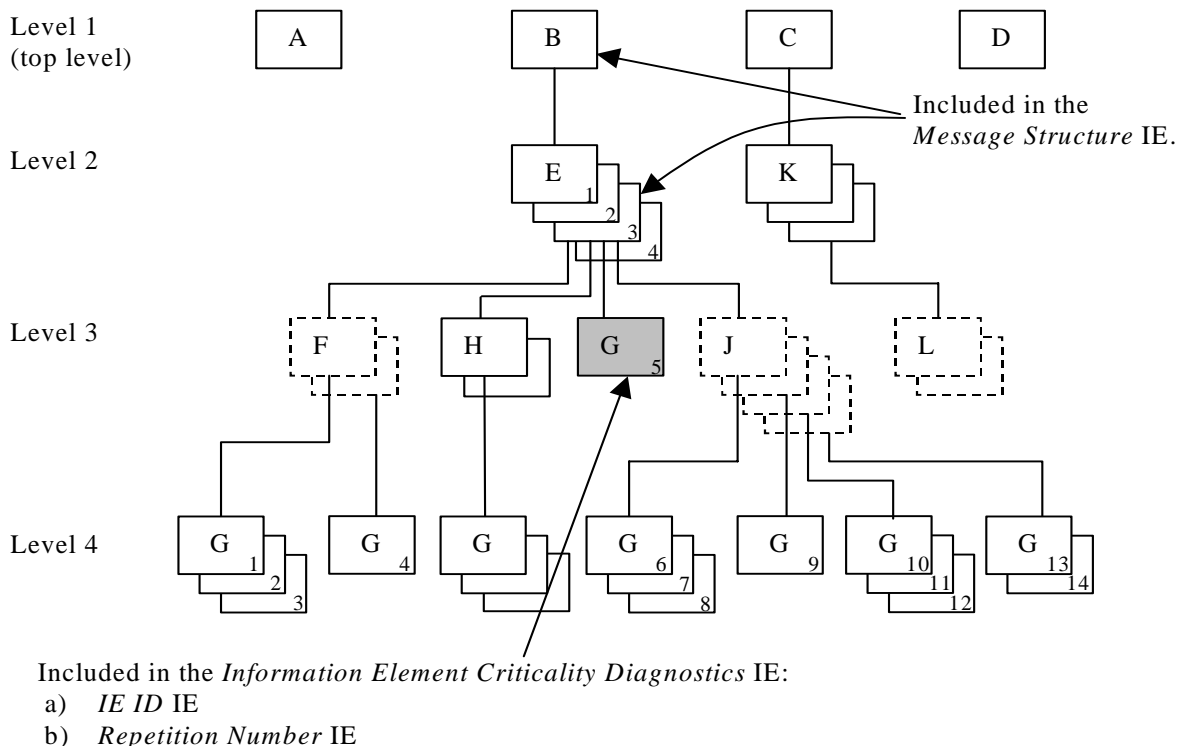 Level 1
(top level)
A
B
C
D
Included in the
Message Structure IE.
Level 2
E
1
2
3
4
K
Level 3
F
H
G
5
J
L
Level 4
G
1
2
3
G
4
G
G
6
7
8
G
9
G
10
11
12
G
13
14
Included in the Information Element Criticality Diagnostics IE:
a) IE ID IE
b) Repetition Number IE